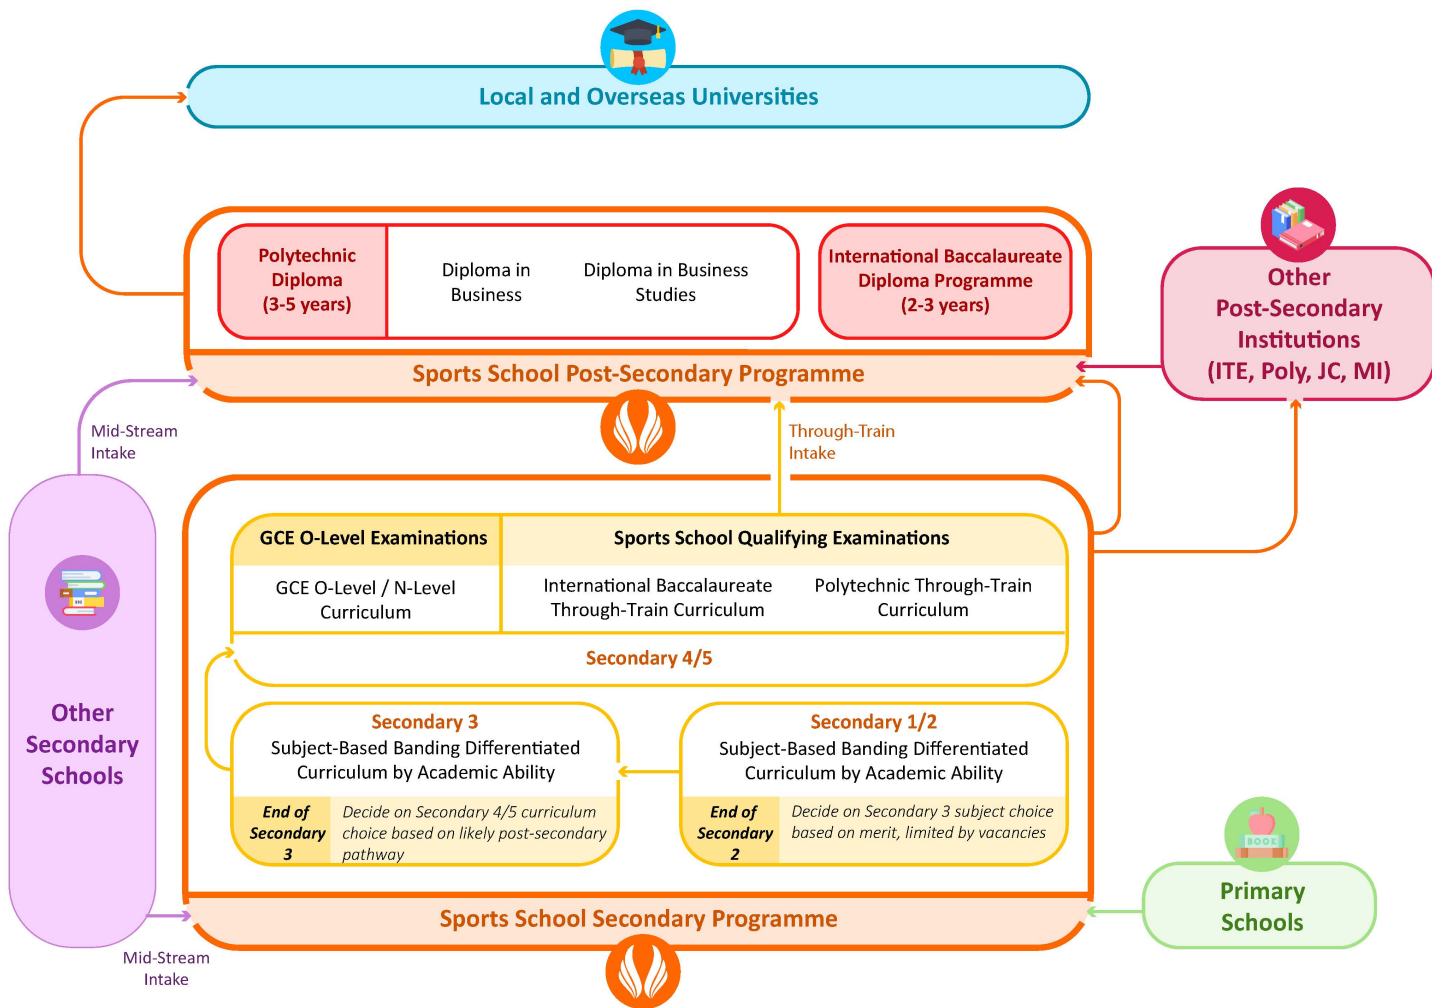 Local and Overseas Universities
Polytechnic
Diploma
(3-5 years)
Diploma in
Business
Diploma in Business
Studies
International Baccalaureate
Diploma Programme
(2-3 years)
Sports School Post-Secondary Programme
Other
Post-Secondary
Institutions
(ITE, Poly, JC, MI)
Mid-Stream
Intake
Through-Train
Intake
GCE O-Level Examinations
Sports School Qualifying Examinations
GCE O-Level / N-Level
Curriculum
International Baccalaureate
Through-Train Curriculum
Polytechnic Through-Train
Curriculum
Secondary 4/5
Other
Secondary
Schools
Secondary 3
Subject-Based Banding Differentiated
Curriculum by Academic Ability
End of
Secondary
3
Decide on Secondary 4/5 curriculum
choice based on likely post-secondary
pathway
Secondary 1/2
Subject-Based Banding Differentiated
Curriculum by Academic Ability
End of
Secondary
2
Decide on Secondary 3 subject choice
based on merit, limited by vacancies
BOOK
Primary
Schools
Sports School Secondary Programme
Mid-Stream
Intake